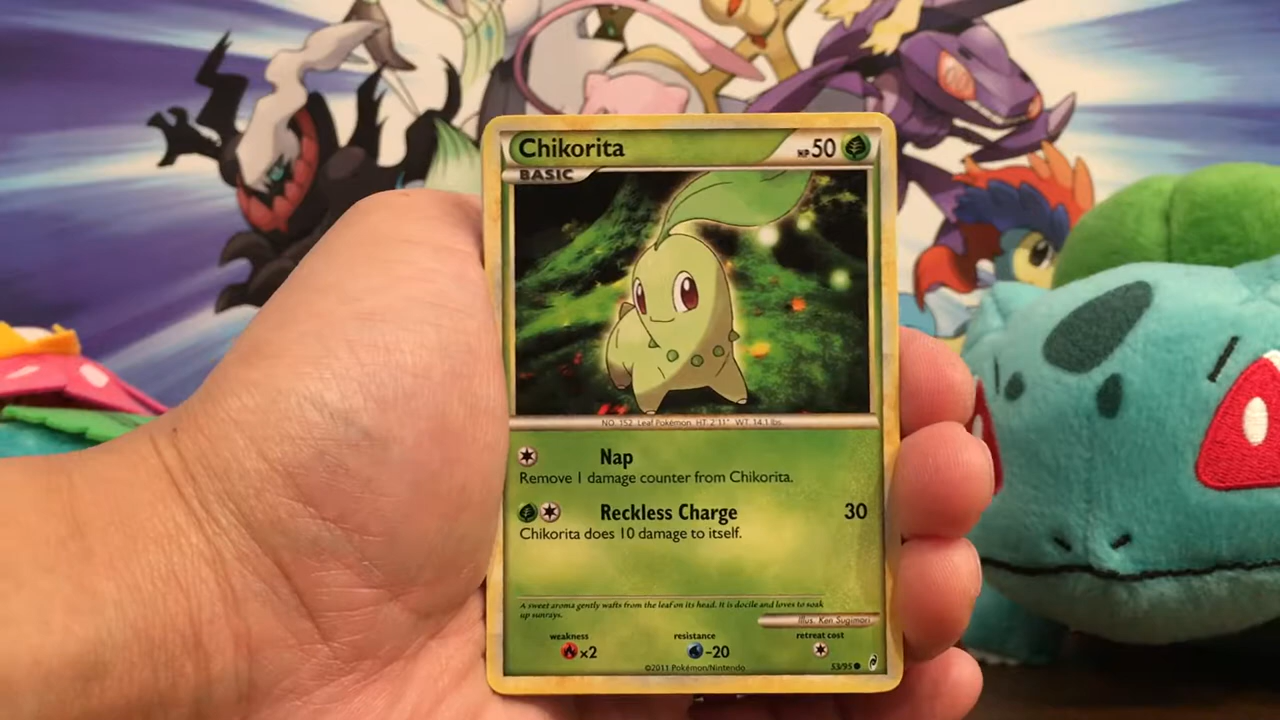 Chikorita HP 50
BASIC
NO. 152 Leaf Pokémon HT: 2'11" WT: 14.1 lbs.
Nap
Remove 1 damage counter from Chikorita.
Reckless Charge 30
Chikorita does 10 damage to itself.
A sweet aroma gently wafts from the leaf on its head. It is docile and loves to soak
up sunrays.
Illus. Ken Sugimori
weakness resistance retreat cost
×2 -20
©2011 Pokémon/Nintendo 53/95